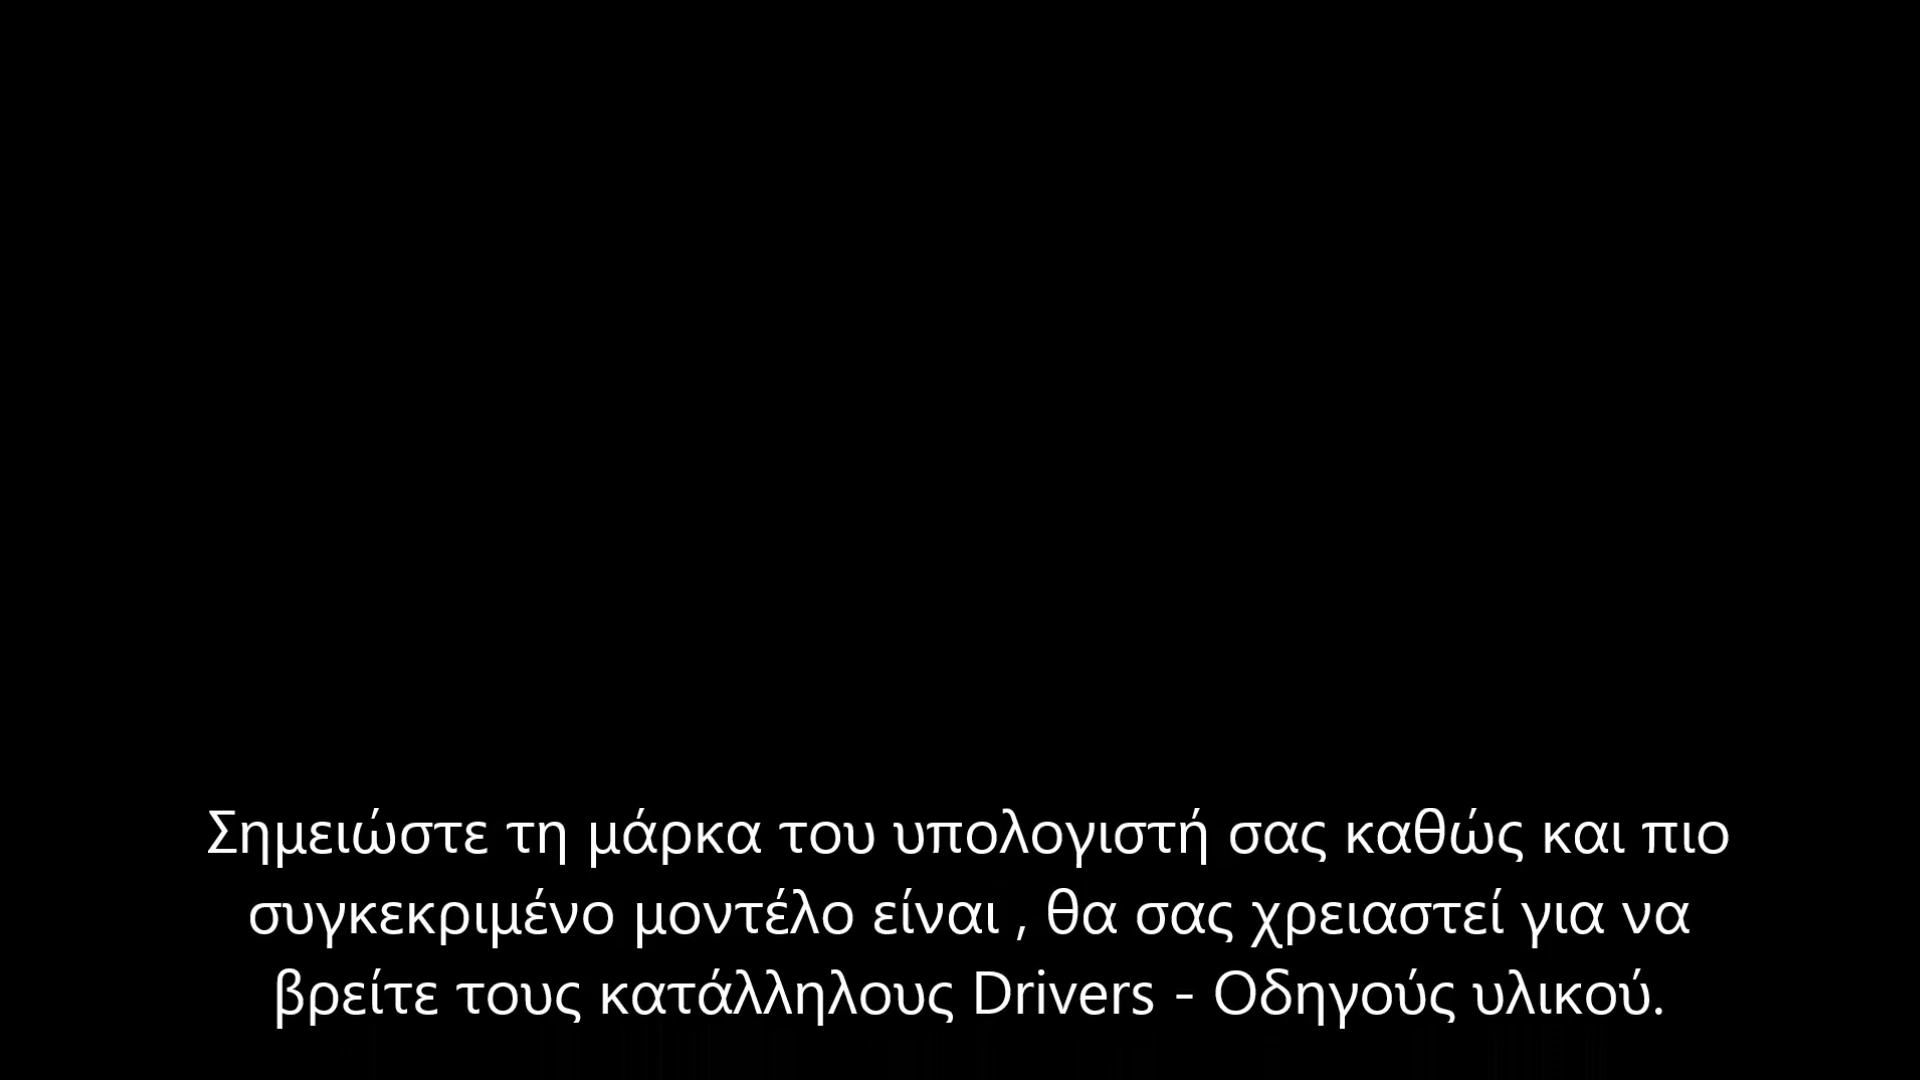 Σημειώστε τη μάρκα του υπολογιστή σας καθώς και πιο
συγκεκριμένο μοντέλο είναι , θα σας χρειαστεί για να
βρείτε τους κατάλληλους Drivers - Οδηγούς υλικού.